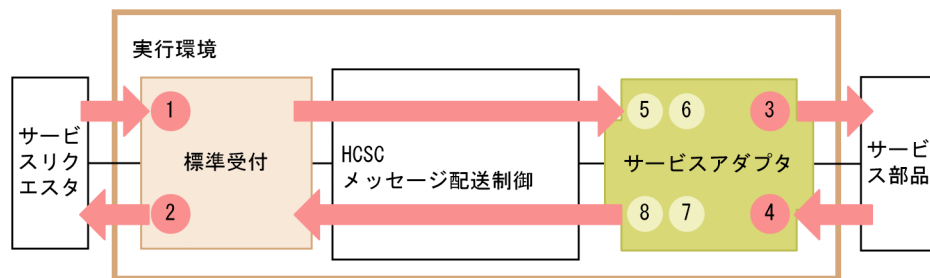 実行環境
サービ
スリク
エスタ
1
2
標準受付
HCSC
メッセージ配送制御
5 6 3
サービスアダプタ
8 7 4
サービ
ス部品